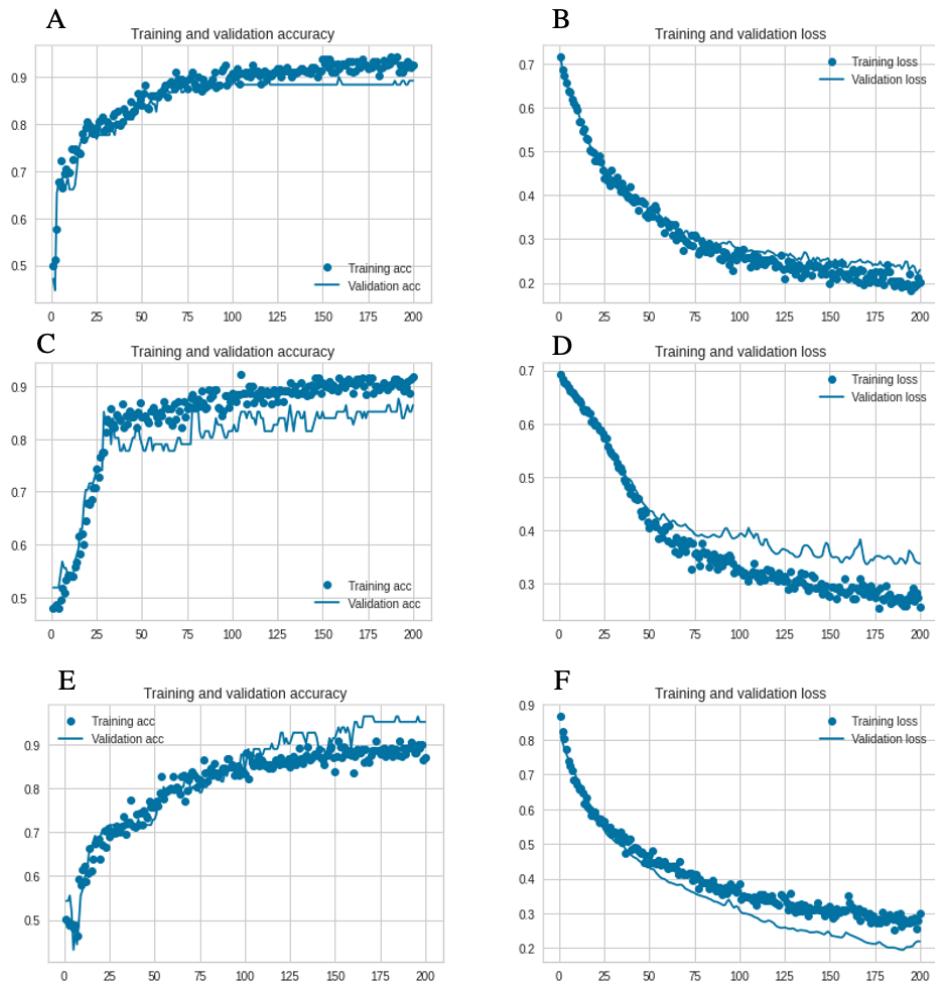 A
Training and validation accuracy
0.9
0.8
0.7
0.6
0.5
Training acc
Validation acc
0 25 50 75 100 125 150 175 200
B
Training and validation loss
Training loss
Validation loss
0.7
0.6
0.5
0.4
0.3
0.2
0 25 50 75 100 125 150 175 200
C
Training and validation accuracy
0.9
0.8
0.7
0.6
0.5
Training acc
Validation acc
0 25 50 75 100 125 150 175 200
D
Training and validation loss
Training loss
Validation loss
0.7
0.6
0.5
0.4
0.3
0 25 50 75 100 125 150 175 200
E
Training and validation accuracy
Training acc
Validation acc
0.9
0.8
0.7
0.6
0.5
0 25 50 75 100 125 150 175 200
F
Training and validation loss
Training loss
Validation loss
0.9
0.8
0.7
0.6
0.5
0.4
0.3
0.2
0 25 50 75 100 125 150 175 200